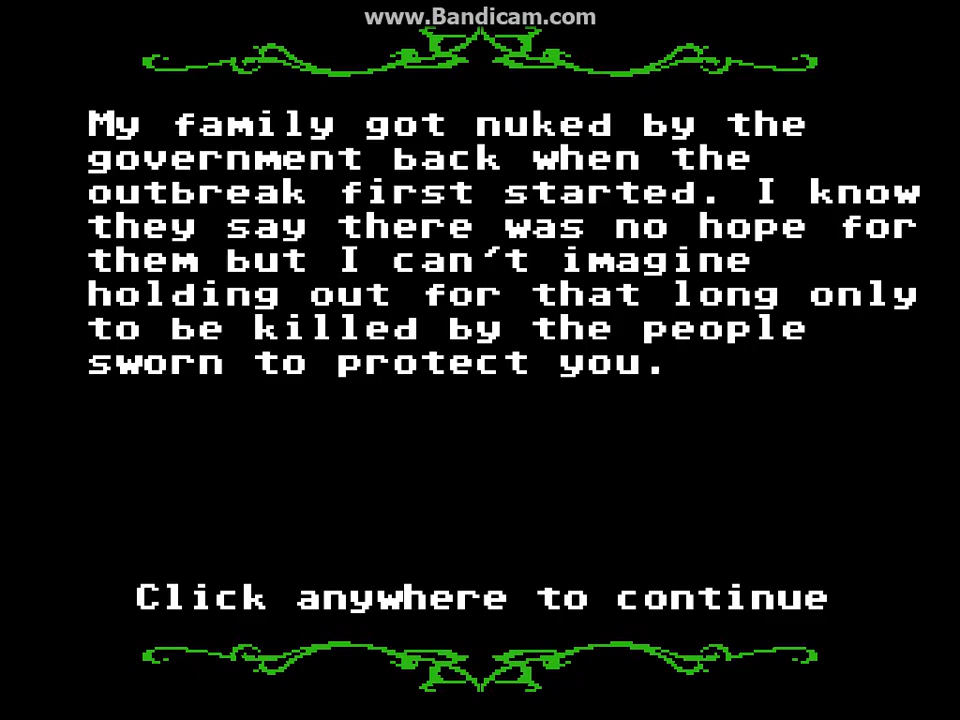 www.Bandicam.com
My family got nuked by the
government back when the
outbreak first started. I know
they say there was no hope for
them but I can't imagine
holding out for that long only
to be killed by the people
sworn to protect you.
Click anywhere to continue